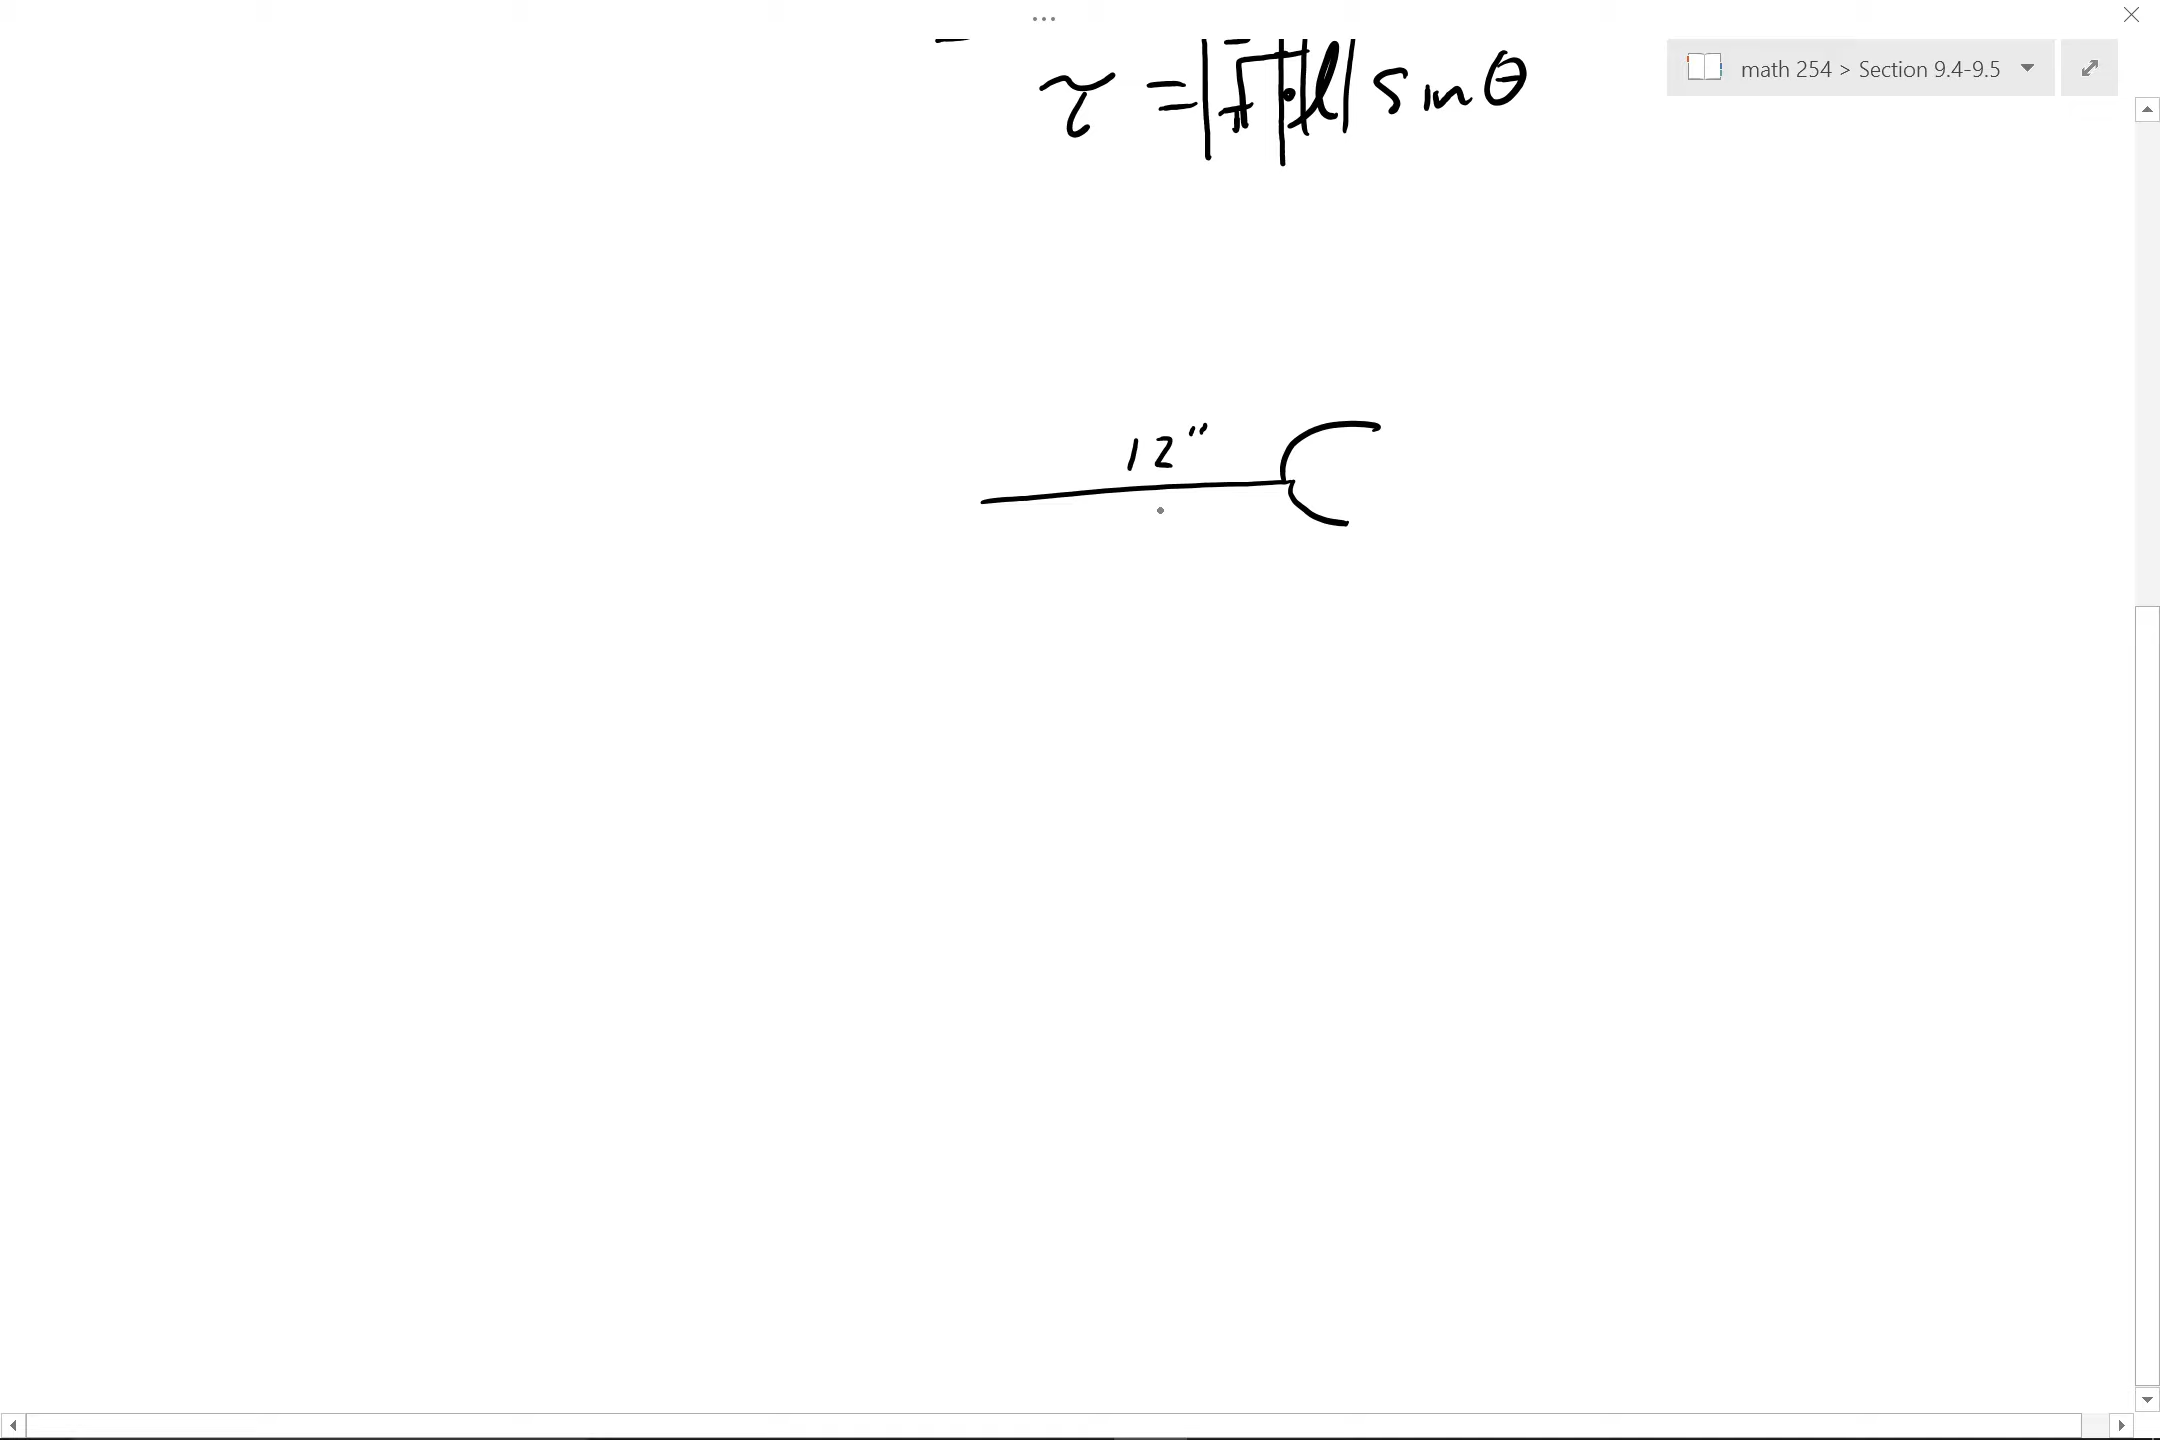 ...
math 254 > Section 9.4-9.5
τ = |F|·|l| sin θ
12"